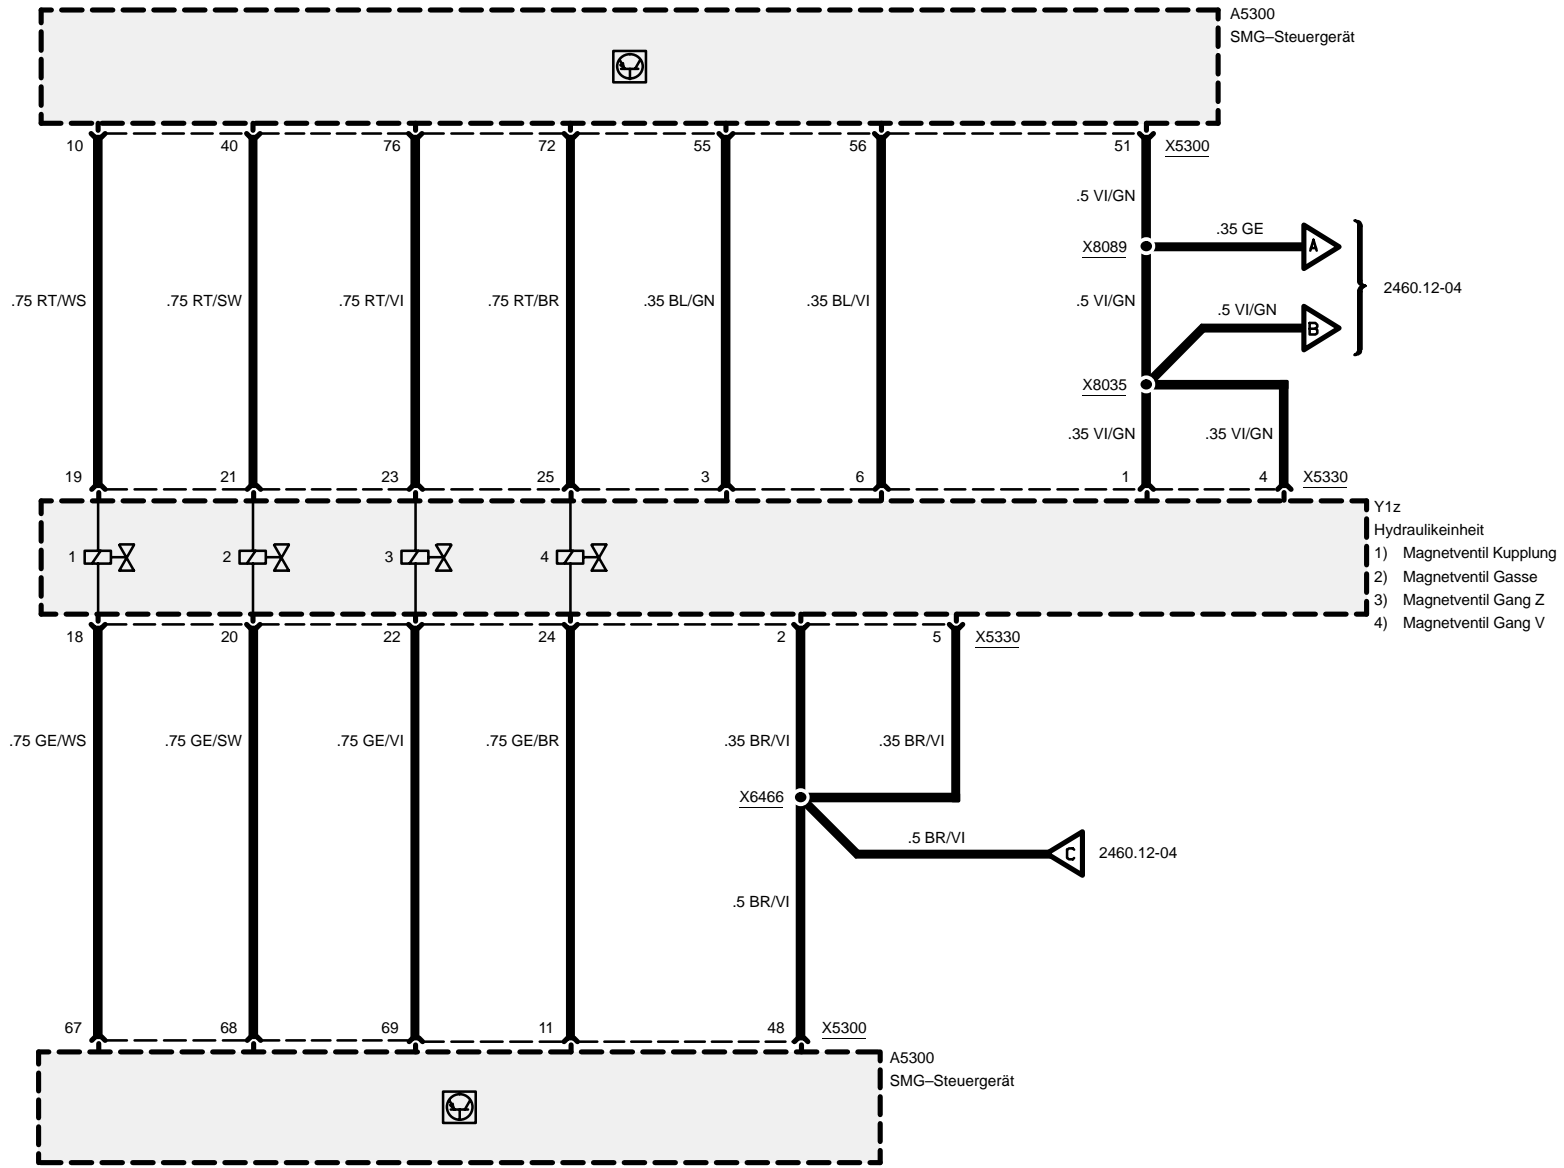 A5300
SMG–Steuergerät
10 40 76 72 55 56 51 X5300
.5 VI/GN
.35 GE
X8089 A
.75 RT/WS .75 RT/SW .75 RT/VI .75 RT/BR .35 BL/GN .35 BL/VI .5 VI/GN 2460.12-04
.5 VI/GN
B
X8035
.35 VI/GN .35 VI/GN
19 21 23 25 3 6 1 4 X5330
Y1z
Hydraulikeinheit
1 2 3 4
1) Magnetventil Kupplung
2) Magnetventil Gasse
3) Magnetventil Gang Z
4) Magnetventil Gang V
18 20 22 24 2 5 X5330
.75 GE/WS .75 GE/SW .75 GE/VI .75 GE/BR .35 BR/VI .35 BR/VI
X6466
.5 BR/VI
C 2460.12-04
.5 BR/VI
67 68 69 11 48 X5300
A5300
SMG–Steuergerät